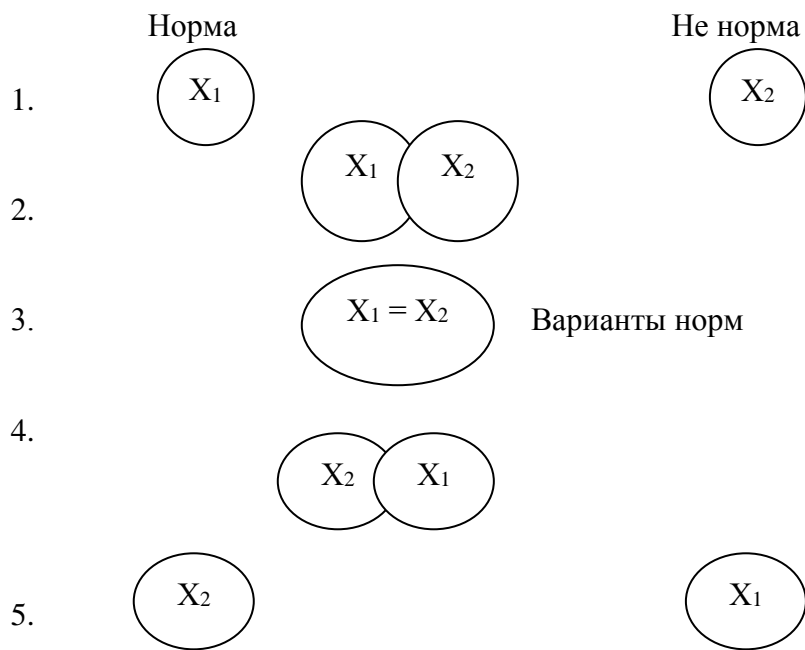 Норма Не норма
1. X1 X2
X1 X2
2.
3. X1 = X2 Варианты норм
4.
X2 X1
X2 X1
5.